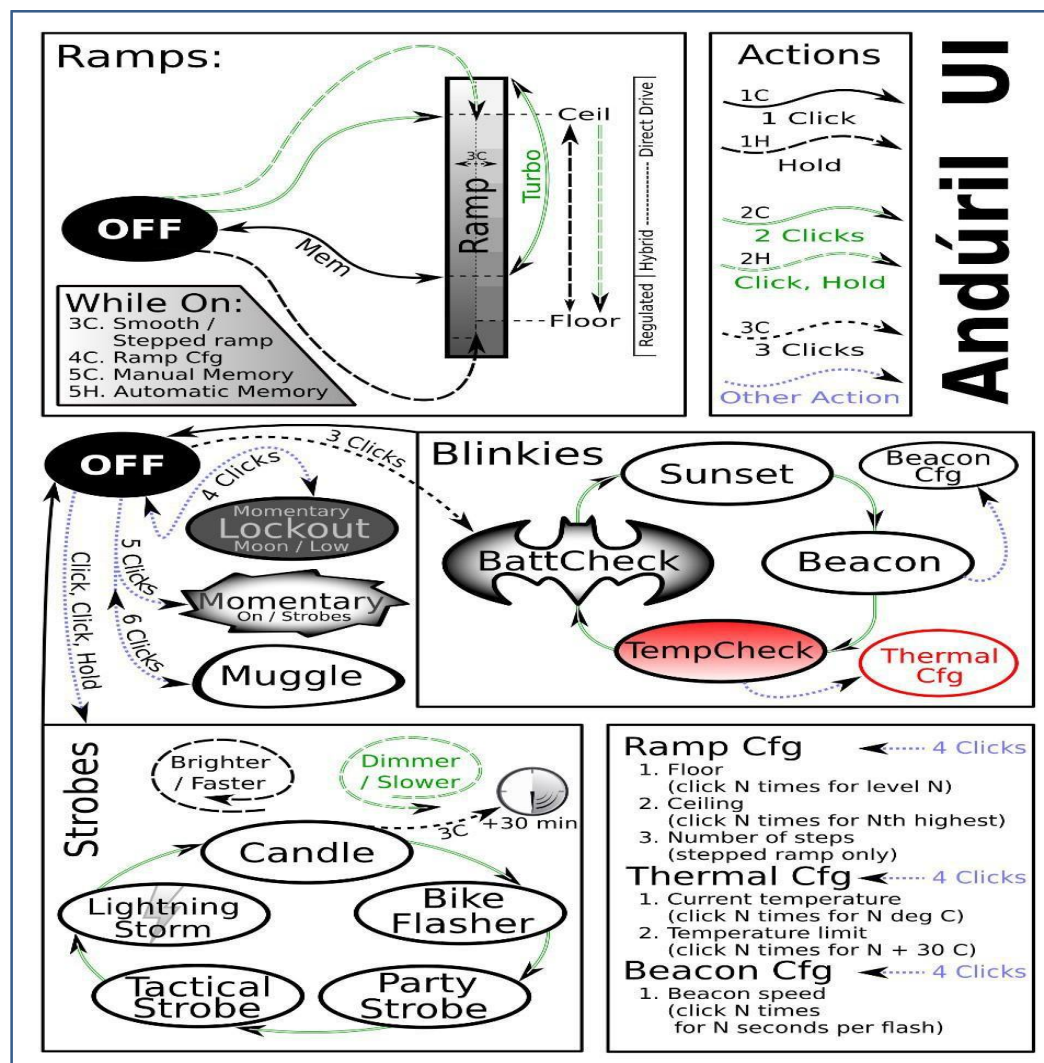 Ramps:
OFF
Mem
3C
Ramp
Turbo
Ceil
Floor
Regulated
Hybrid
Direct Drive
While On:
3C. Smooth /
Stepped ramp
4C. Ramp Cfg
5C. Manual Memory
5H. Automatic Memory
Actions
1C
1 Click
1H
Hold
2C
2 Clicks
2H
Click, Hold
3C
3 Clicks
Other Action
Andúril UI
OFF
3 Clicks
4 Clicks
Momentary
Lockout
Moon / Low
5 Clicks
Momentary
On / Strobes
6 Clicks
Muggle
Click, Click, Hold
Blinkies
Sunset
Beacon
Cfg
BattCheck
Beacon
TempCheck
Thermal
Cfg
Strobes
Brighter
/ Faster
Dimmer
/ Slower
3C
+30 min
Candle
Lightning
Storm
Bike
Flasher
Tactical
Strobe
Party
Strobe
Ramp Cfg 4 Clicks
1. Floor
(click N times for level N)
2. Ceiling
(click N times for Nth highest)
3. Number of steps
(stepped ramp only)
Thermal Cfg 4 Clicks
1. Current temperature
(click N times for N deg C)
2. Temperature limit
(click N times for N + 30 C)
Beacon Cfg 4 Clicks
1. Beacon speed
(click N times
for N seconds per flash)